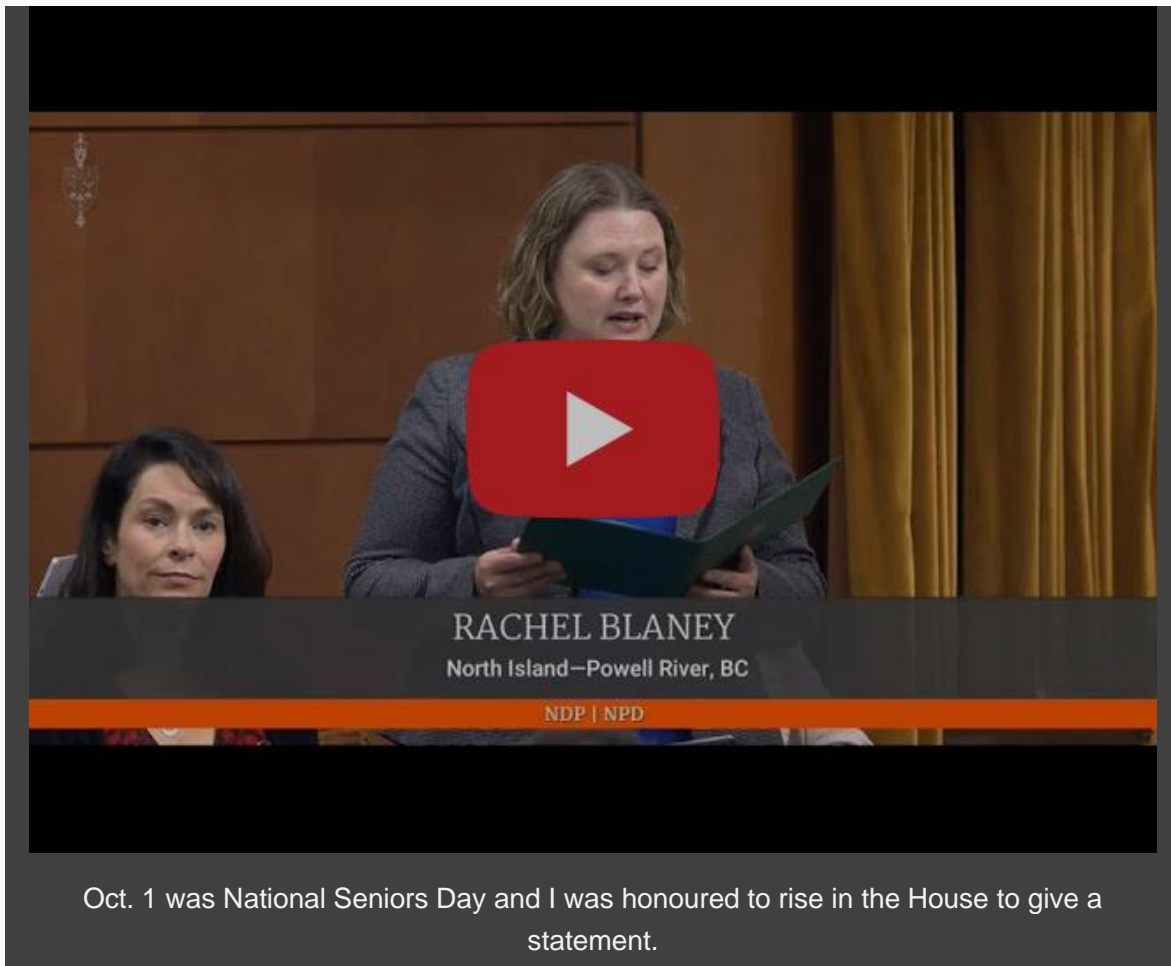 RACHEL BLANEY
North Island—Powell River, BC
NDP | NPD
Oct. 1 was National Seniors Day and I was honoured to rise in the House to give a
statement.